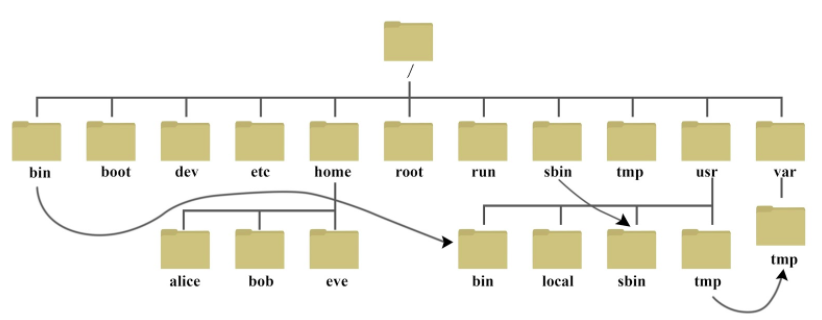 /
bin boot dev etc home root run sbin tmp usr var
tmp
alice bob eve bin local sbin tmp